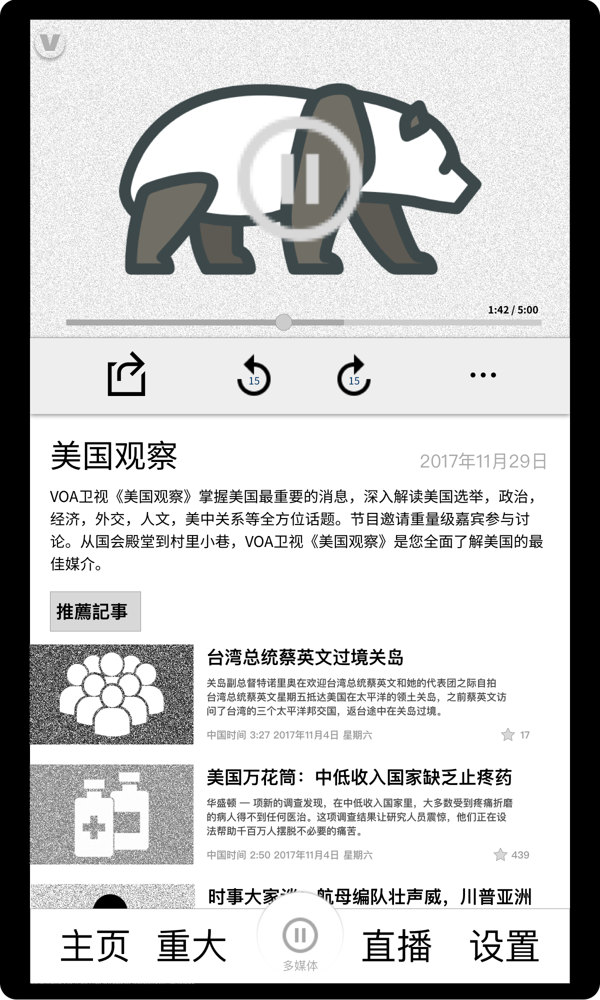 V
1:42 / 5:00
15
15
美国观察
2017年11月29日
VOA卫视《美国观察》掌握美国最重要的消息，深入解读美国选举，政治，
经济，外交，人文，美中关系等全方位话题。节目邀请重量级嘉宾参与讨
论。从国会殿堂到村里小巷，VOA卫视《美国观察》是您全面了解美国的最
佳媒介。
推薦記事
台湾总统蔡英文过境关岛
关岛副总督特诺里奥在欢迎台湾总统蔡英文和她的代表团之际自拍
台湾总统蔡英文星期五抵达美国在太平洋的领土关岛，之前蔡英文访
问了台湾的三个太平洋邦交国，返台途中在关岛过境。
中国时间 3:27 2017年11月4日 星期六
17
美国万花筒：中低收入国家缺乏止疼药
华盛顿 — 项新的调查发现，在中低收入国家里，大多数受到疼痛折磨
的病人得不到任何医治。这项调查结果让研究人员震惊，他们正在设
法帮助千百万人摆脱不必要的痛苦。
中国时间 2:50 2017年11月4日 星期六
439
时事大家：航母编队壮声威，川普亚洲
主页
重大
多媒体
直播
设置